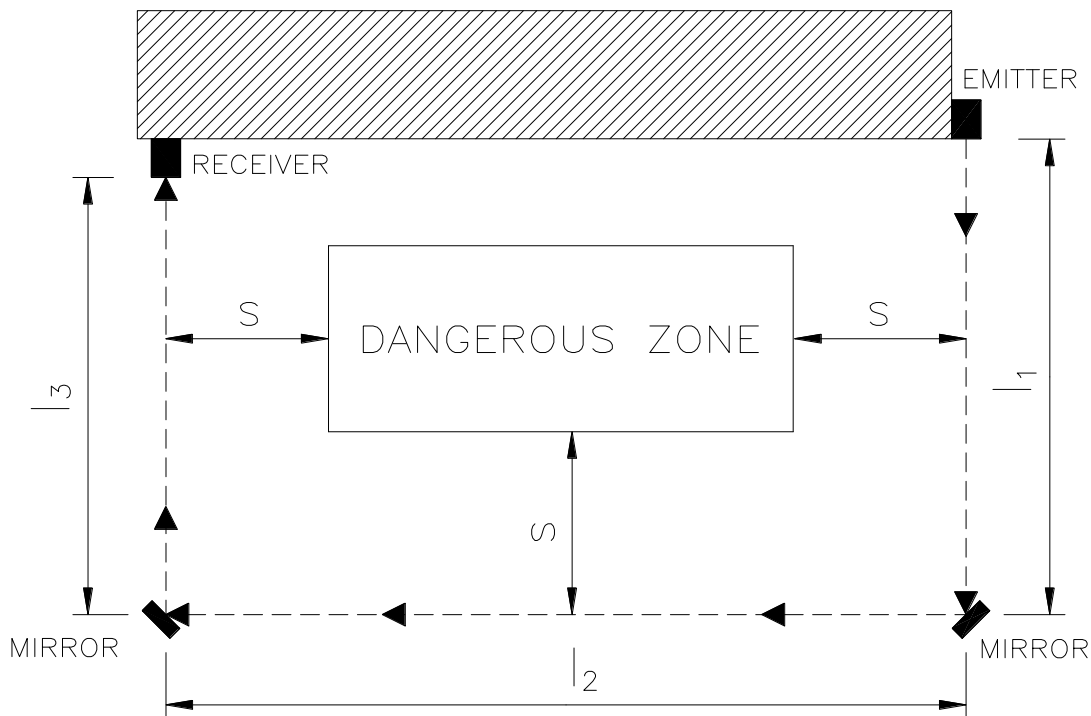 EMITTER
RECEIVER
S
DANGEROUS ZONE
S
l3
l1
S
MIRROR
MIRROR
l2